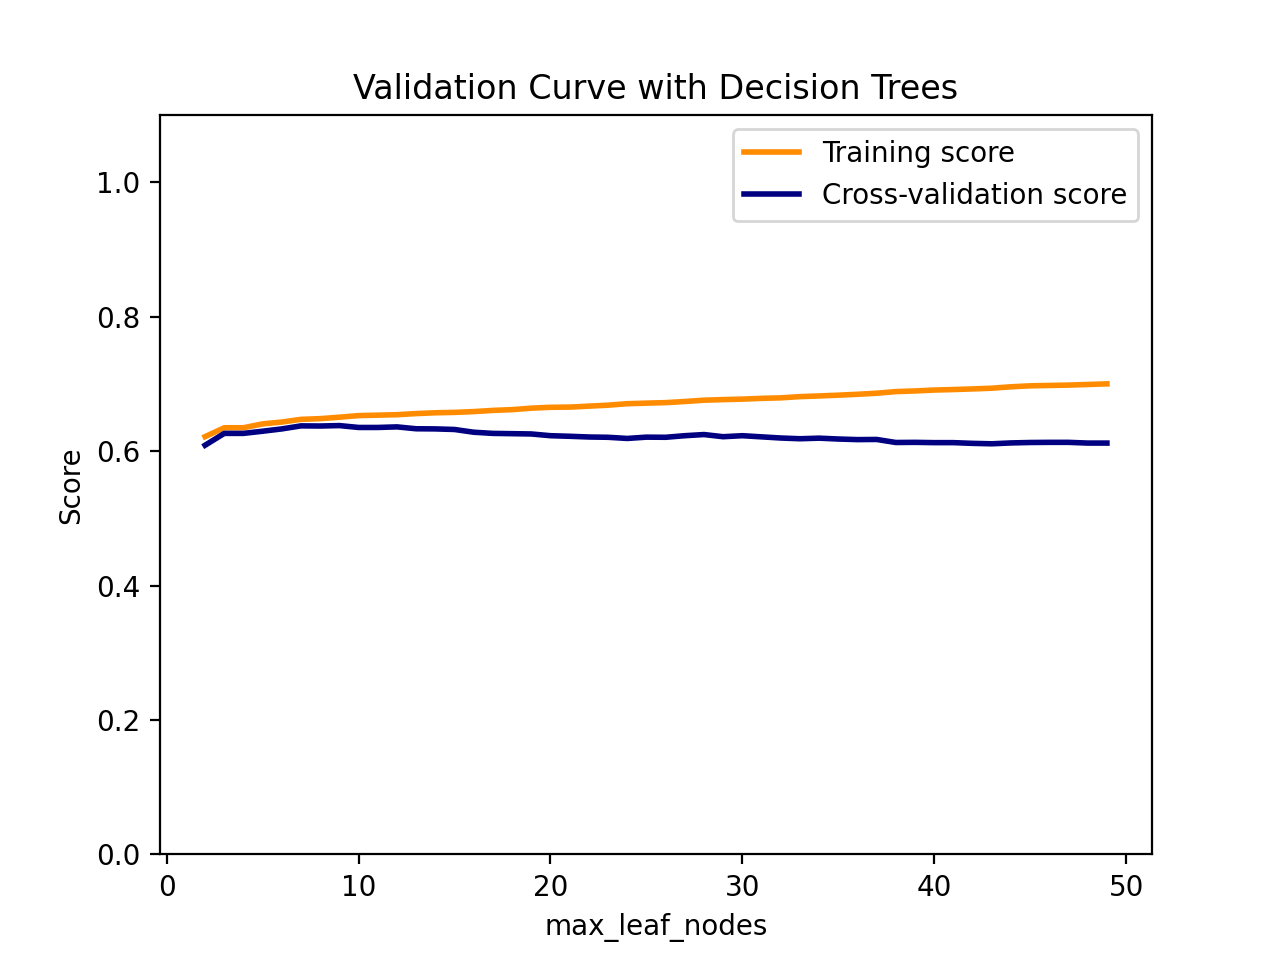 Validation Curve with Decision Trees
Training score
Cross-validation score
1.0
0.8
0.6
0.4
0.2
0.0
Score
0 10 20 30 40 50
max_leaf_nodes